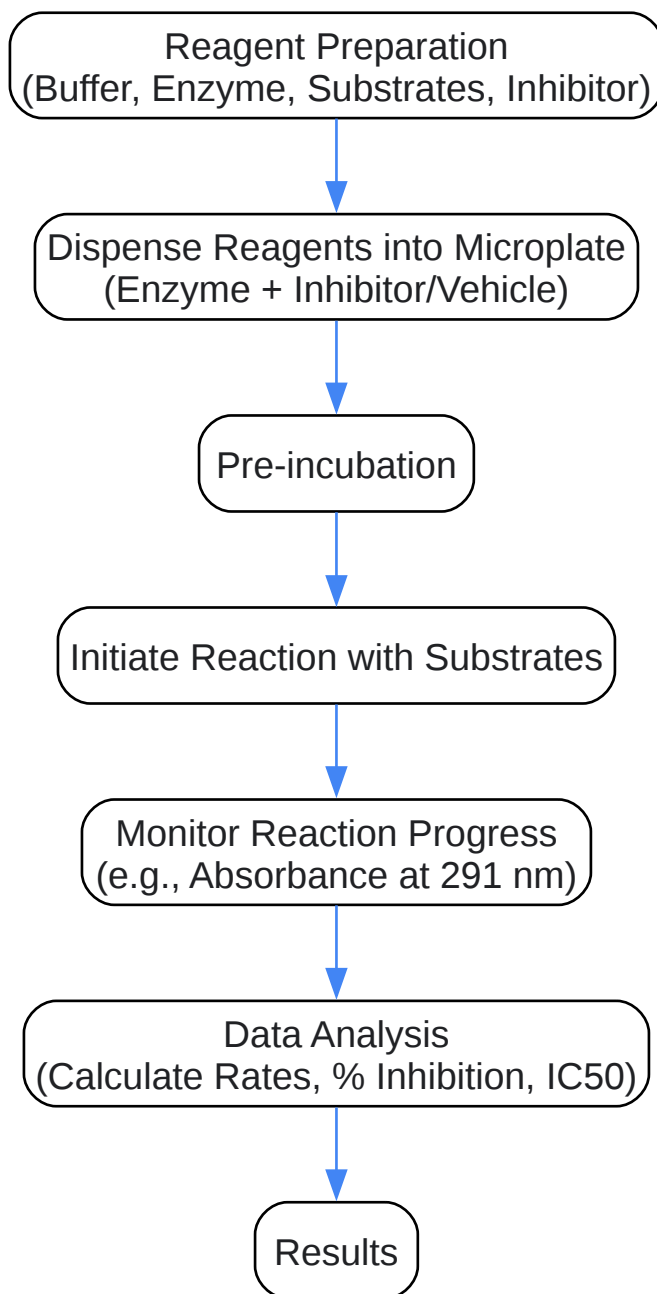 Reagent Preparation
(Buffer, Enzyme, Substrates, Inhibitor)
Dispense Reagents into Microplate
(Enzyme + Inhibitor/Vehicle)
Pre-incubation
Initiate Reaction with Substrates
Monitor Reaction Progress
(e.g., Absorbance at 291 nm)
Data Analysis
(Calculate Rates, % Inhibition, IC50)
Results